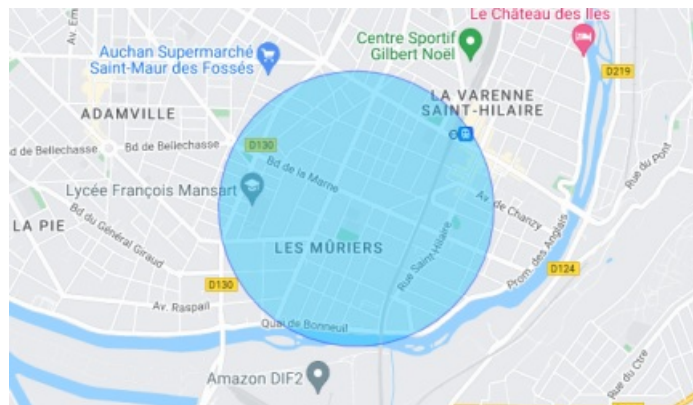 Le Château des Iles
Centre Sportif
Gilbert Noël
Auchan Supermarché
Saint-Maur des Fossés
D219
LA VARENNE
SAINT-HILAIRE
ADAMVILLE
Av. Em
d de Bellechasse
Bd de Bellechasse
D130
Bd de la Marne
Rue du Pont
Lycée François Mansart
Av. de Chanzy
LA PIE
Bd du Général Giraud
LES MÛRIERS
Rue Saint-Hilaire
Prom. des Anglais
D124
D130
Av. Raspail
Quai de Bonneuil
Amazon DIF2
Rue du Ctre